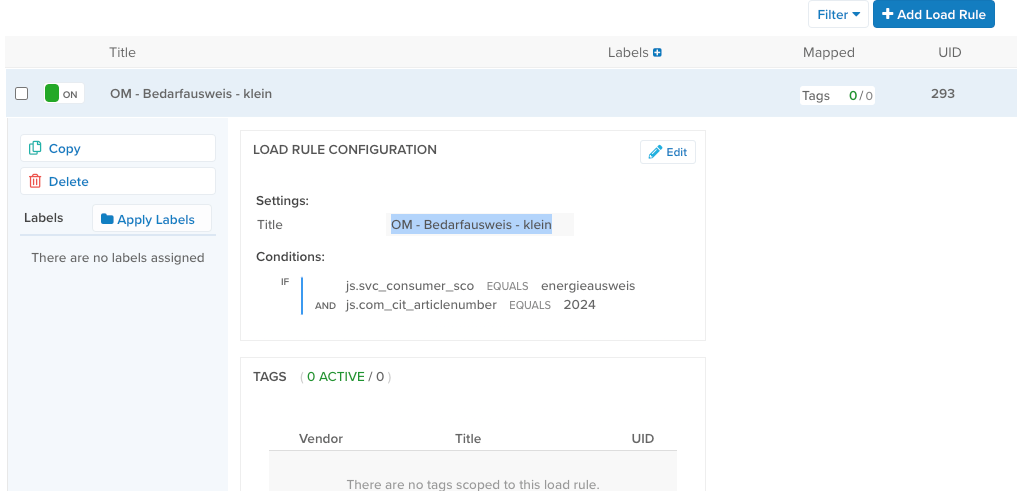 Filter
+ Add Load Rule
Title Labels Mapped UID
ON OM - Bedarfausweis - klein Tags 0 / 0 293
Copy
Delete
Labels Apply Labels
There are no labels assigned
LOAD RULE CONFIGURATION
Edit
Settings:
Title OM - Bedarfausweis - klein
Conditions:
IF js.svc_consumer_sco EQUALS energieausweis
AND js.com_cit_articlenumber EQUALS 2024
TAGS ( 0 ACTIVE / 0 )
Vendor Title UID
There are no tags scoped to this load rule.